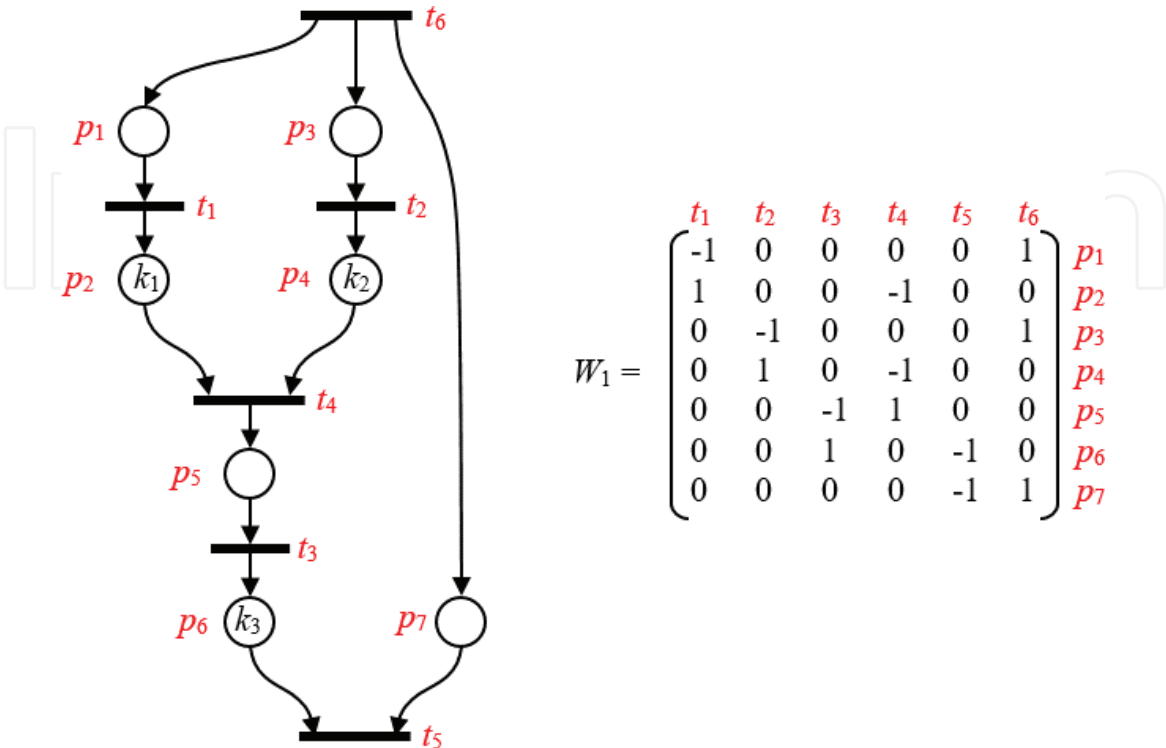 t6
p1 p3
t1 t2
p2 k1 p4 k2
t4
p5
t3
p6 k3 p7
t5
t1 t2 t3 t4 t5 t6
-1 0 0 0 0 1 p1
1 0 0 -1 0 0 p2
0 -1 0 0 0 1 p3
W1 = 0 1 0 -1 0 0 p4
0 0 -1 1 0 0 p5
0 0 1 0 -1 0 p6
0 0 0 0 -1 1 p7